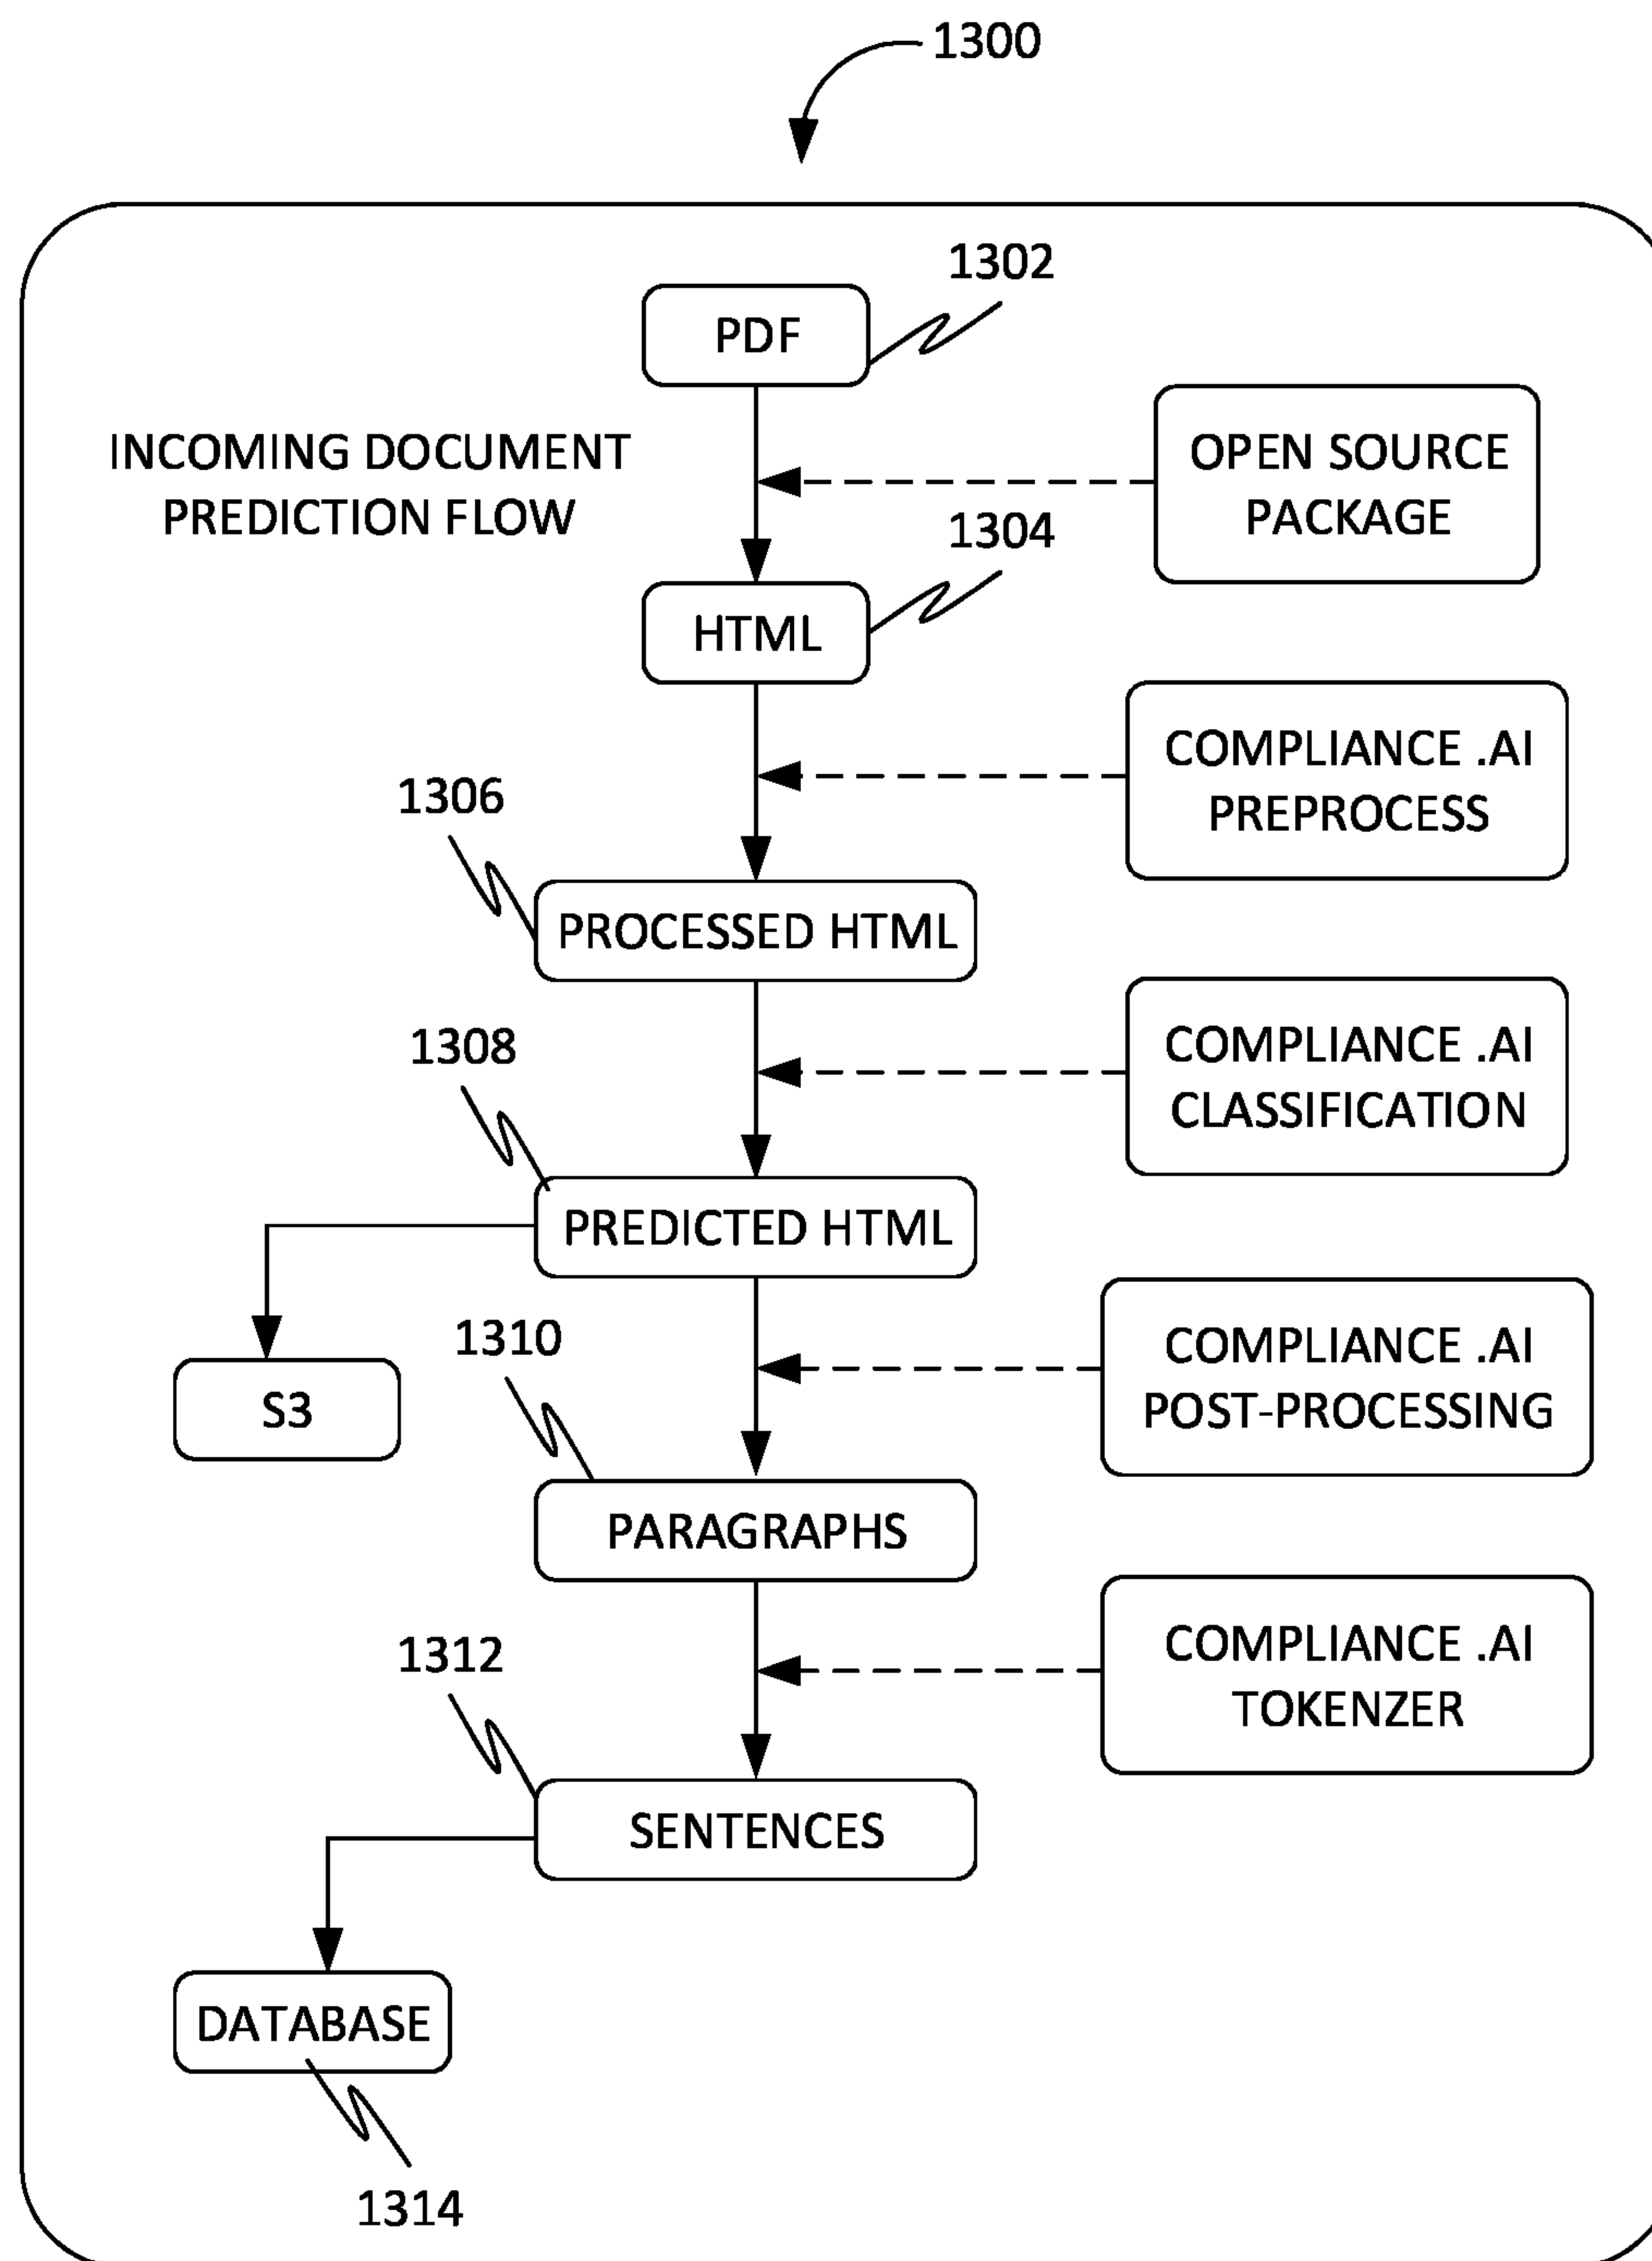 1300
1302
PDF
INCOMING DOCUMENT
PREDICTION FLOW
OPEN SOURCE
PACKAGE
1304
HTML
COMPLIANCE .AI
PREPROCESS
1306
PROCESSED HTML
COMPLIANCE .AI
CLASSIFICATION
1308
PREDICTED HTML
S3
COMPLIANCE .AI
POST-PROCESSING
1310
PARAGRAPHS
COMPLIANCE .AI
TOKENZER
1312
SENTENCES
DATABASE
1314